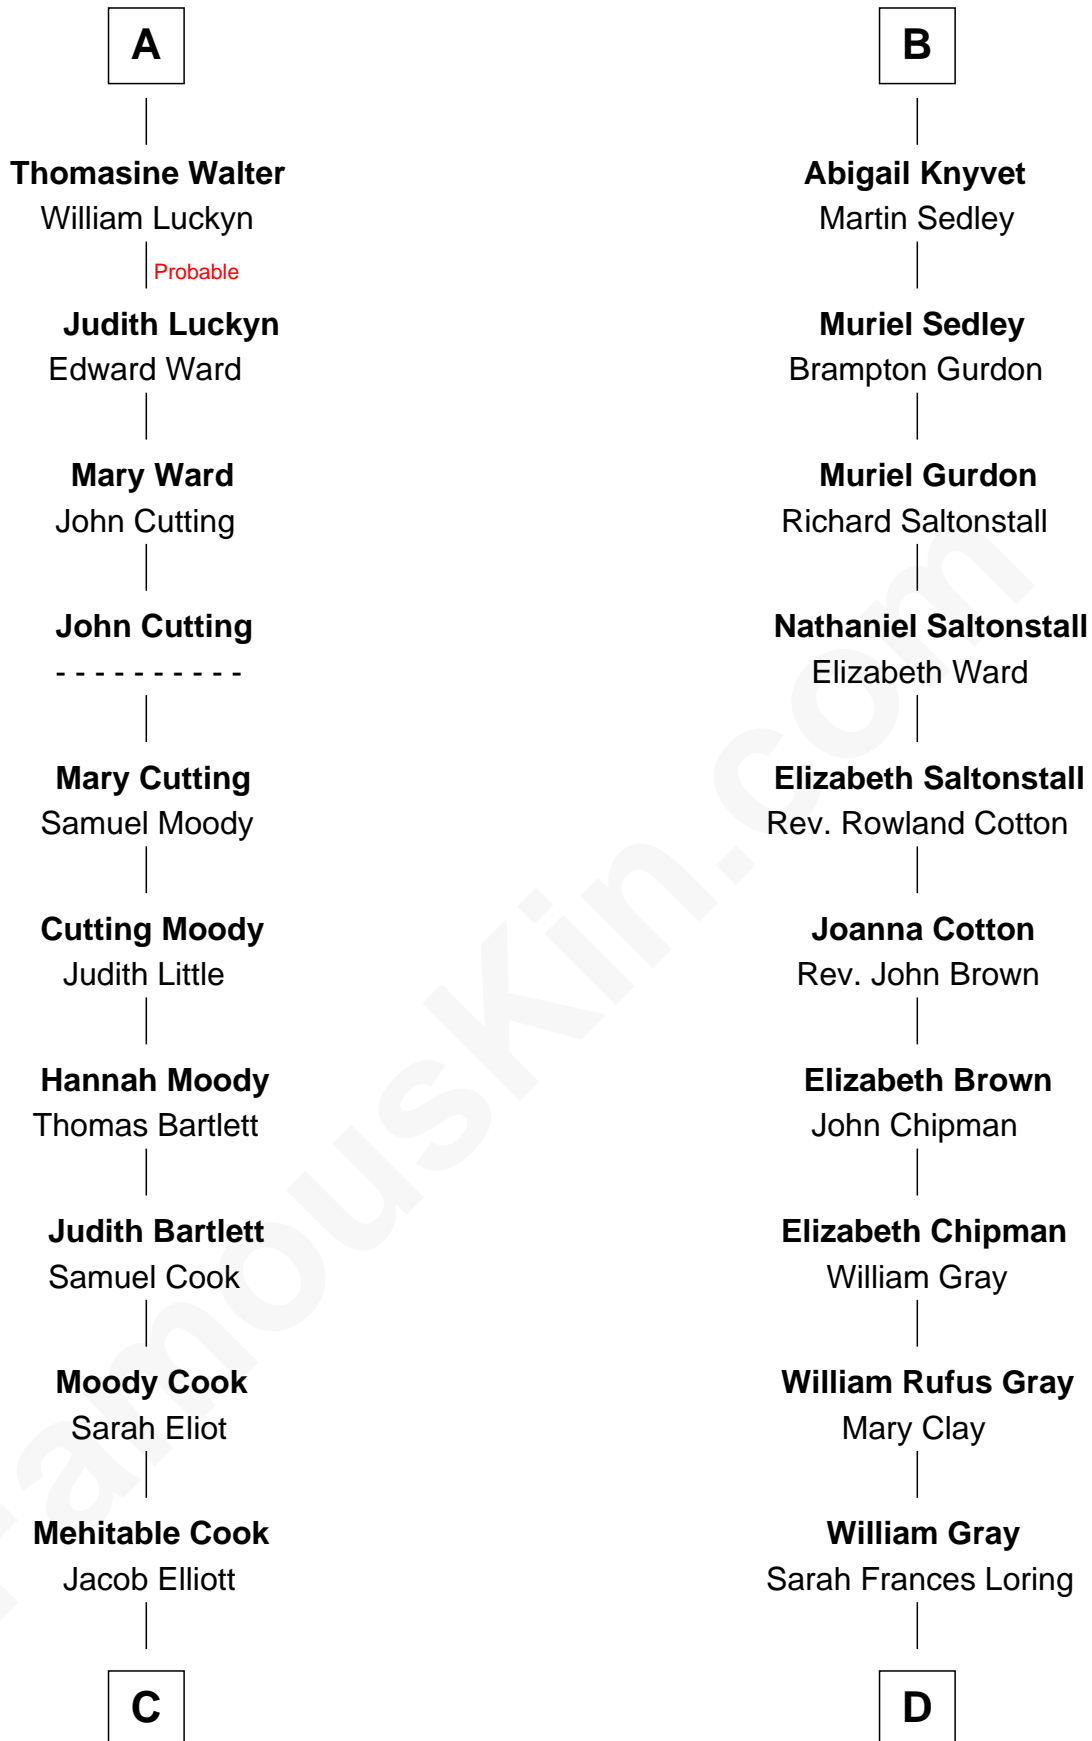 A
Thomasine Walter
William Luckyn
Probable
Judith Luckyn
Edward Ward
Mary Ward
John Cutting
John Cutting
- - - - - - - - - -
Mary Cutting
Samuel Moody
Cutting Moody
Judith Little
Hannah Moody
Thomas Bartlett
Judith Bartlett
Samuel Cook
Moody Cook
Sarah Eliot
Mehitable Cook
Jacob Elliott
C
B
Abigail Knyvet
Martin Sedley
Muriel Sedley
Brampton Gurdon
Muriel Gurdon
Richard Saltonstall
Nathaniel Saltonstall
Elizabeth Ward
Elizabeth Saltonstall
Rev. Rowland Cotton
Joanna Cotton
Rev. John Brown
Elizabeth Brown
John Chipman
Elizabeth Chipman
William Gray
William Rufus Gray
Mary Clay
William Gray
Sarah Frances Loring
D
FamousKin.com